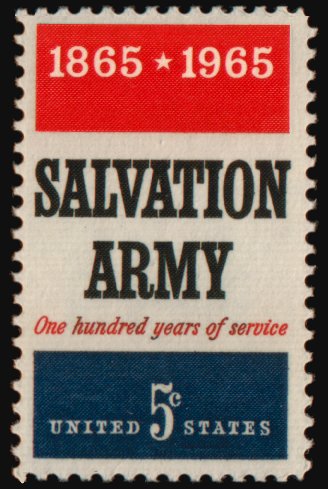 1865 ★ 1965
SALVATION
ARMY
One hundred years of service
UNITED 5c STATES